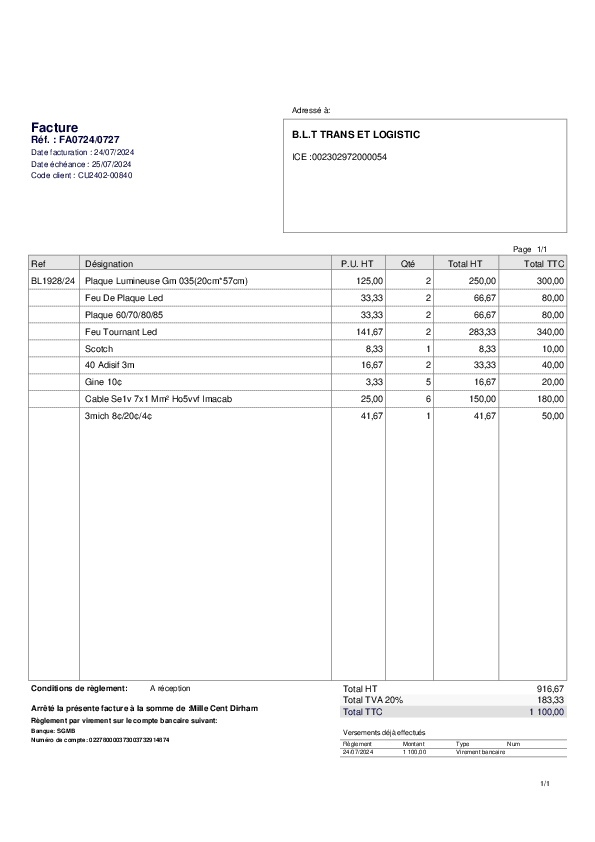 Adressé à:
Facture
Réf. : FA0724/0727
Date facturation : 24/07/2024
Date échéance : 25/07/2024
Code client : CU2402-00840
B.L.T TRANS ET LOGISTIC
ICE :002302972000054
Page 1/1
Ref Désignation P.U. HT Qté Total HT Total TTC
BL1928/24 Plaque Lumineuse Gm 035(20cm*57cm) 125,00 2 250,00 300,00
Feu De Plaque Led 33,33 2 66,67 80,00
Plaque 60/70/80/85 33,33 2 66,67 80,00
Feu Tournant Led 141,67 2 283,33 340,00
Scotch 8,33 1 8,33 10,00
40 Adisif 3m 16,67 2 33,33 40,00
Gine 10¢ 3,33 5 16,67 20,00
Cable Se1v 7x1 Mm² Ho5vvf Imacab 25,00 6 150,00 180,00
3mich 8¢/20¢/4¢ 41,67 1 41,67 50,00
Conditions de règlement: A réception
Total HT 916,67
Total TVA 20% 183,33
Total TTC 1 100,00
Arrêté la présente facture à la somme de :Mille Cent Dirham
Règlement par virement sur le compte bancaire suivant:
Banque: SGMB
Numéro de compte:
Versements déjà effectués
Règlement Montant Type Num
24/07/2024 1 100,00 Virement bancaire
1/1